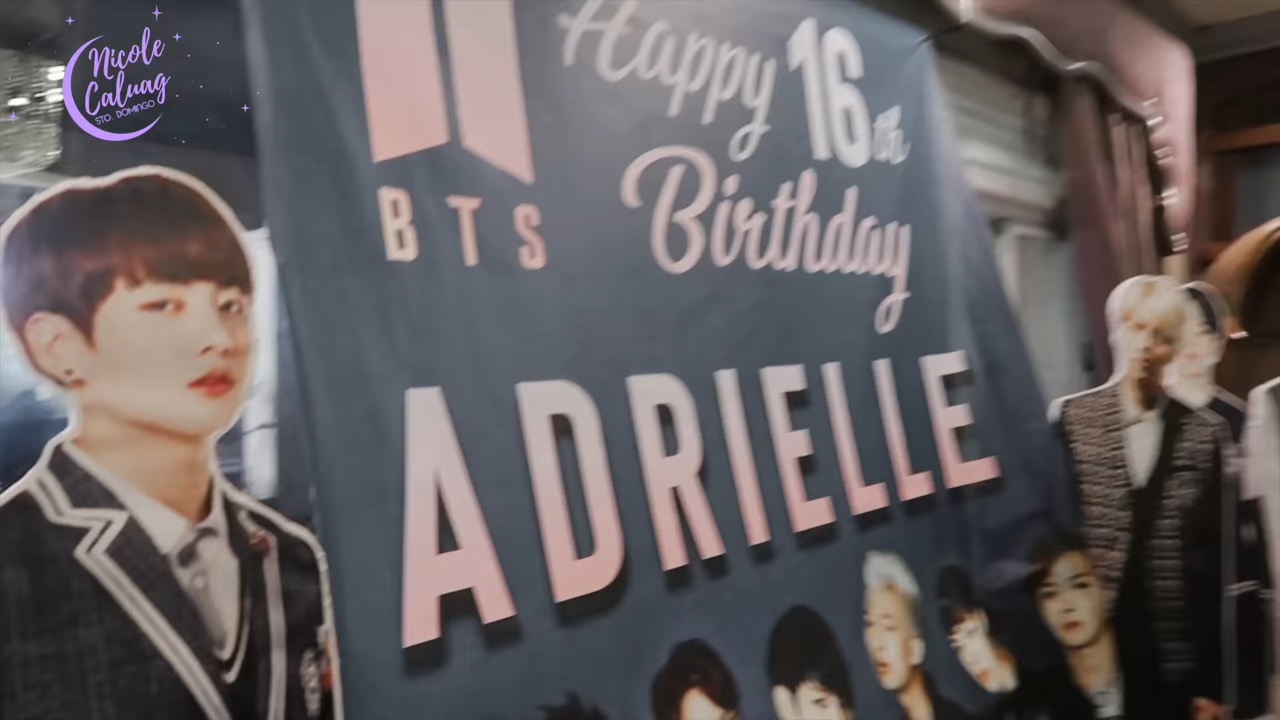 Nicole
Caluag
STO. DOMINGO
Happy 16th
Birthday
BTS
ADRIELLE